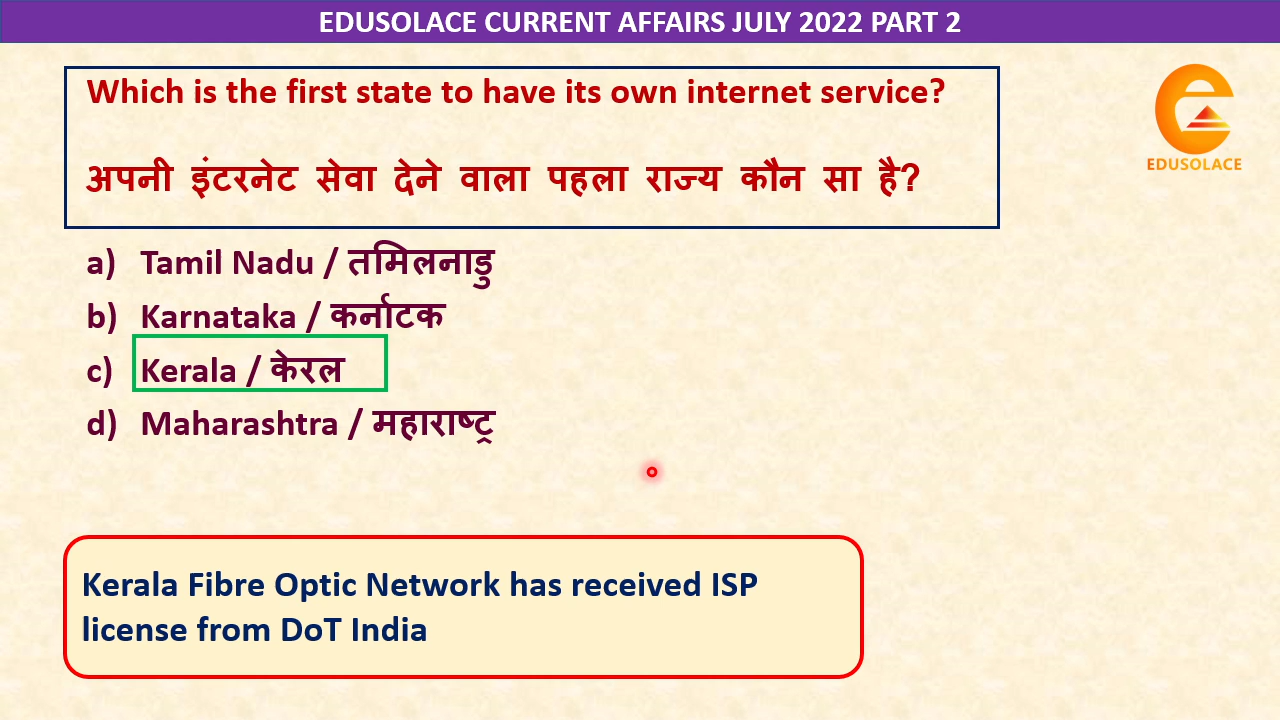 EDUSOLACE CURRENT AFFAIRS JULY 2022 PART 2
Which is the first state to have its own internet service?
अपनी इंटरनेट सेवा देने वाला पहला राज्य कौन सा है?
EDUSOLACE
a) Tamil Nadu / तमिलनाडु
b) Karnataka / कर्नाटक
c) Kerala / केरल
d) Maharashtra / महाराष्ट्र
Kerala Fibre Optic Network has received ISP
license from DoT India